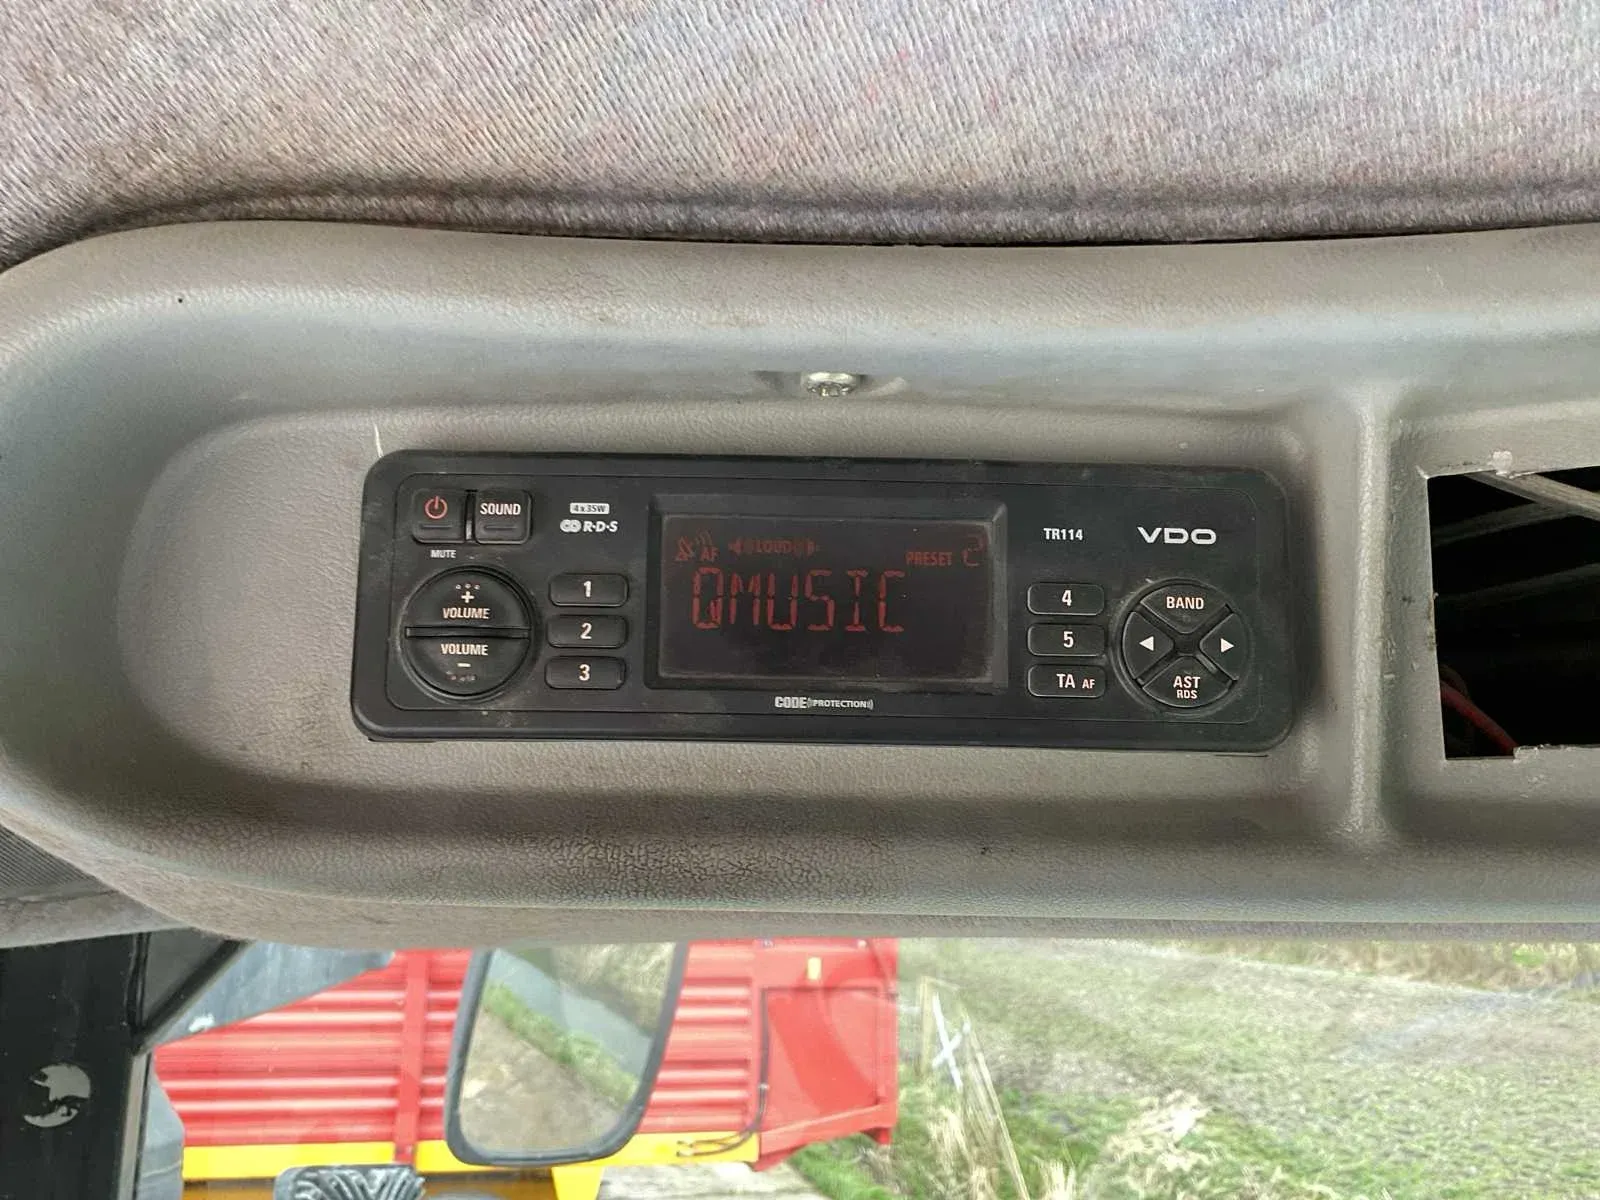 SOUND
MUTE
4x35W
R·D·S
+
VOLUME
VOLUME
−
1
2
3
AF LOUD
PRESET 2
QMUSIC
CODE PROTECTION
TR114
VDO
4
5
TA AF
BAND
AST
RDS